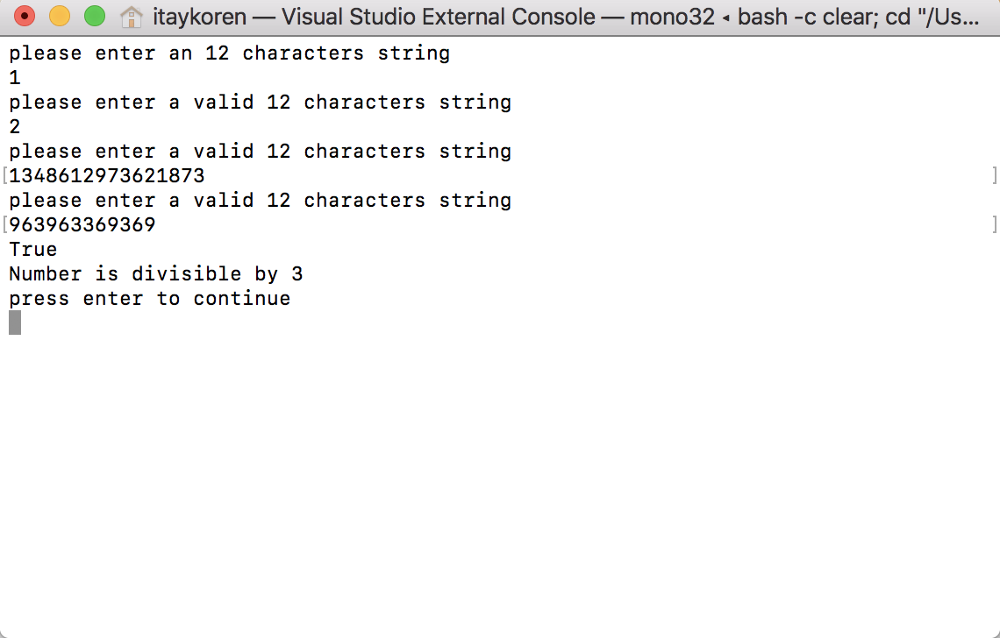 itaykoren — Visual Studio External Console — mono32 ◂ bash -c clear; cd "/Us...
please enter an 12 characters string
1
please enter a valid 12 characters string
2
please enter a valid 12 characters string
[1348612973621873 ]
please enter a valid 12 characters string
[963963369369 ]
True
Number is divisible by 3
press enter to continue